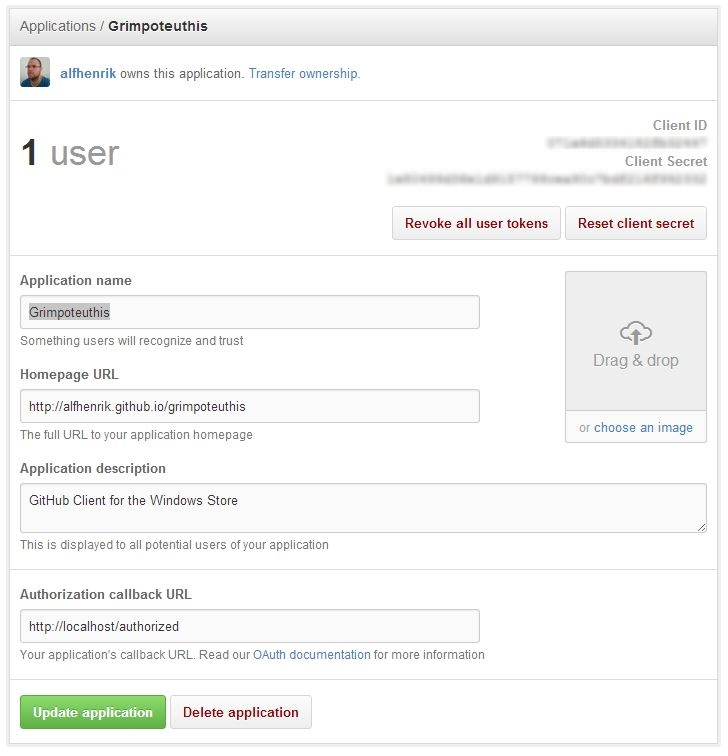 Applications / Grimpoteuthis
alfhenrik owns this application. Transfer ownership.
1 user
Client ID
Client Secret
Revoke all user tokens
Reset client secret
Application name
Grimpoteuthis
Something users will recognize and trust
Drag & drop
or choose an image
Homepage URL
http://alfhenrik.github.io/grimpoteuthis
The full URL to your application homepage
Application description
GitHub Client for the Windows Store
This is displayed to all potential users of your application
Authorization callback URL
http://localhost/authorized
Your application's callback URL. Read our OAuth documentation for more information
Update application
Delete application